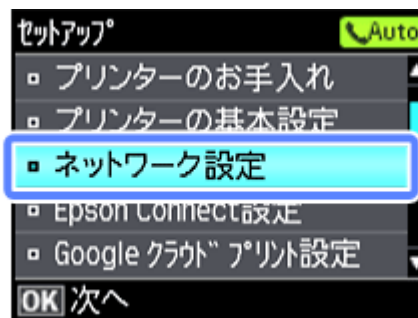 セットアップ Auto
プリンターのお手入れ
プリンターの基本設定
ネットワーク設定
Epson Connect設定
Google クラウド プリント設定
OK 次へ